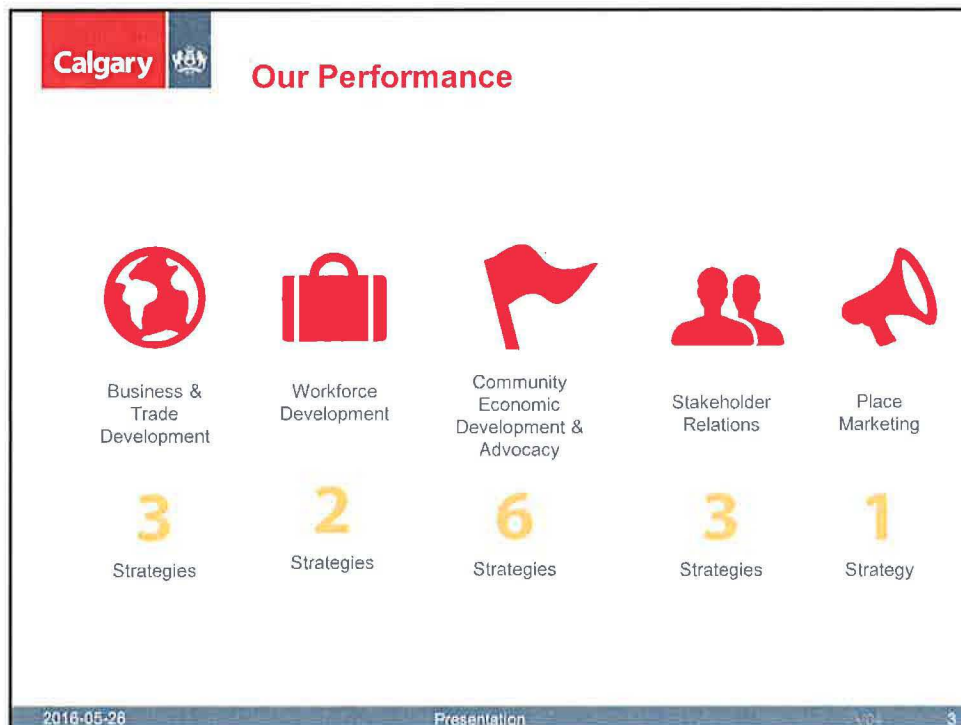 Calgary
Our Performance
Business &
Trade
Development
Workforce
Development
Community
Economic
Development &
Advocacy
Stakeholder
Relations
Place
Marketing
3
Strategies
2
Strategies
6
Strategies
3
Strategies
1
Strategy
2016-05-26
Presentation
3